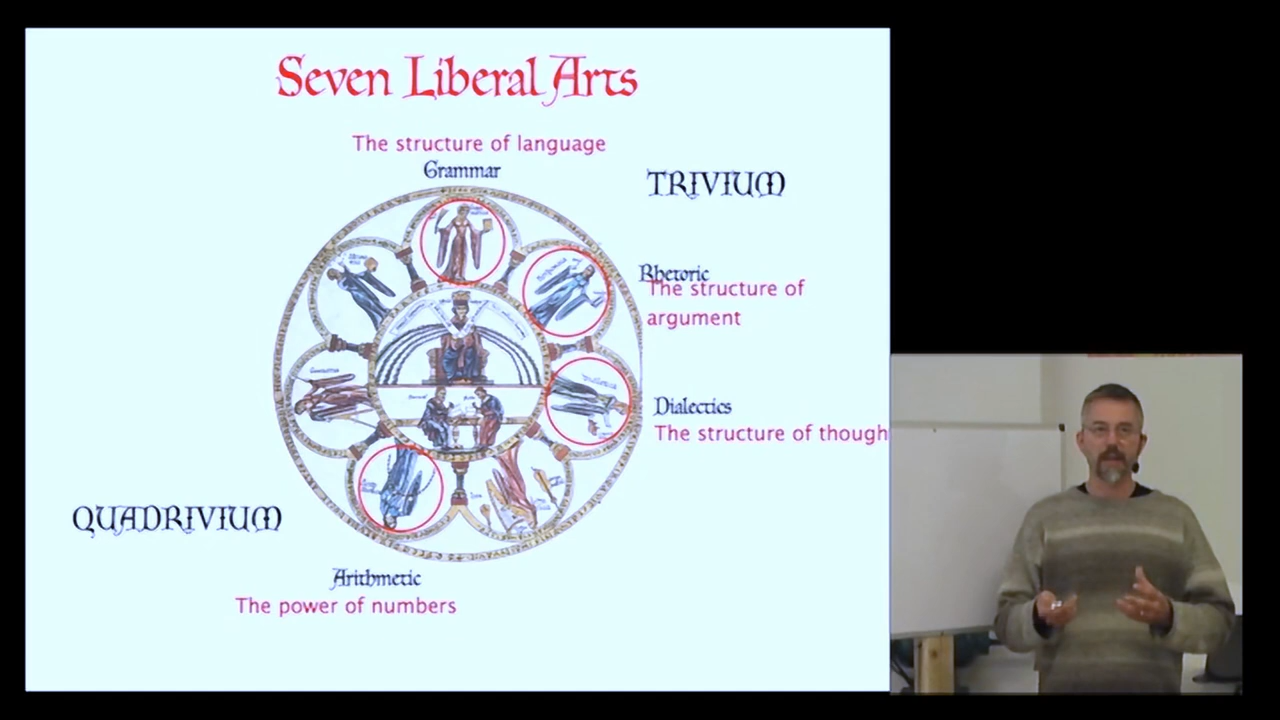 Seven Liberal Arts
The structure of language
Grammar
TRIVIUM
Rhetoric
The structure of
argument
Dialectics
The structure of though
QUADRIVIUM
Arithmetic
The power of numbers